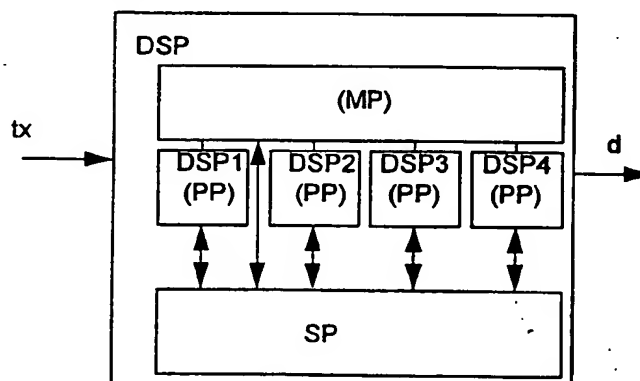 DSP
(MP)
tx
DSP1 DSP2 DSP3 DSP4
(PP) (PP) (PP) (PP)
d
SP